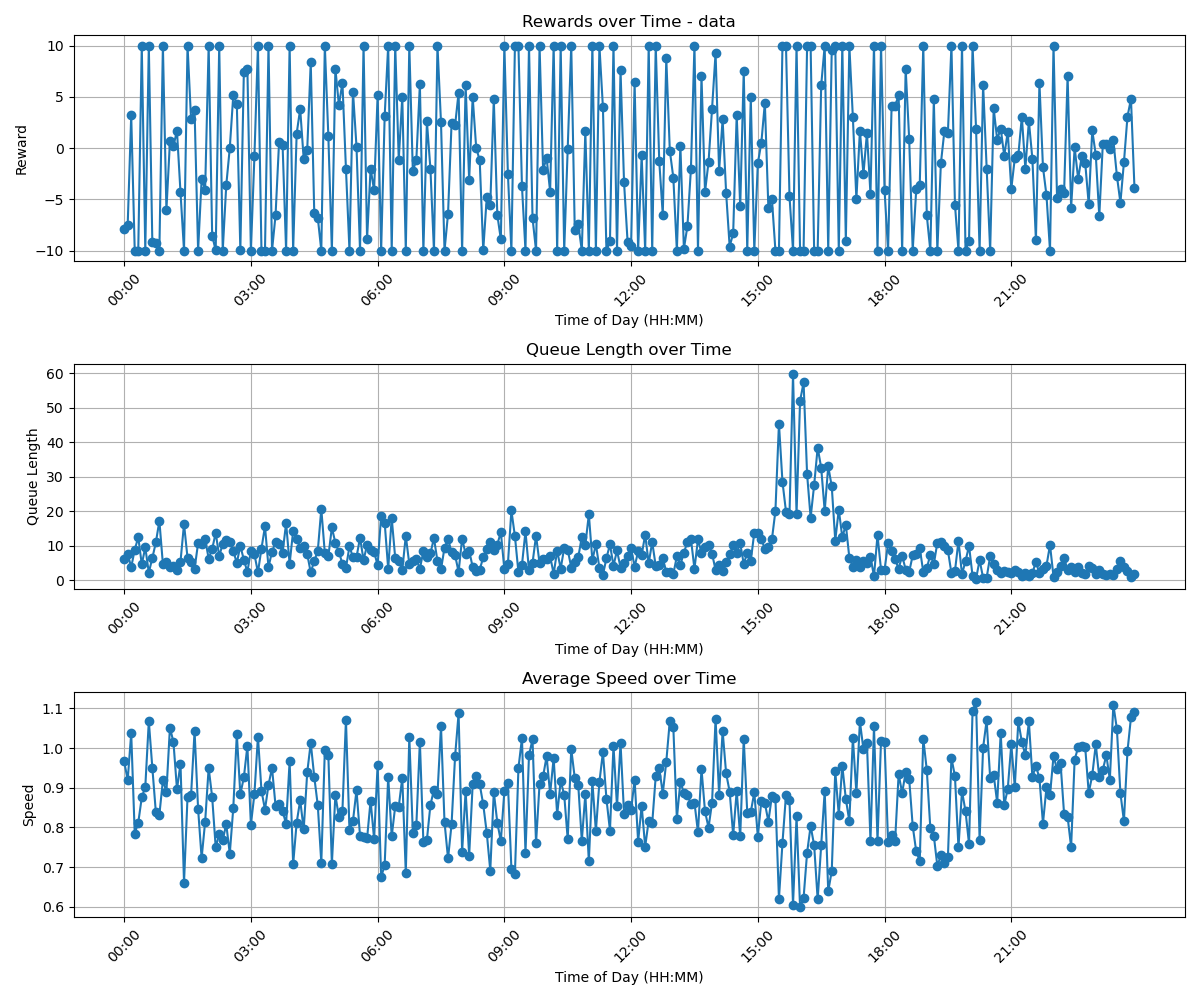 Rewards over Time - data
Reward
10
5
0
−5
−10
00:00 03:00 06:00 09:00 12:00 15:00 18:00 21:00
Time of Day (HH:MM)
Queue Length over Time
Queue Length
60
50
40
30
20
10
0
00:00 03:00 06:00 09:00 12:00 15:00 18:00 21:00
Time of Day (HH:MM)
Average Speed over Time
Speed
1.1
1.0
0.9
0.8
0.7
0.6
00:00 03:00 06:00 09:00 12:00 15:00 18:00 21:00
Time of Day (HH:MM)